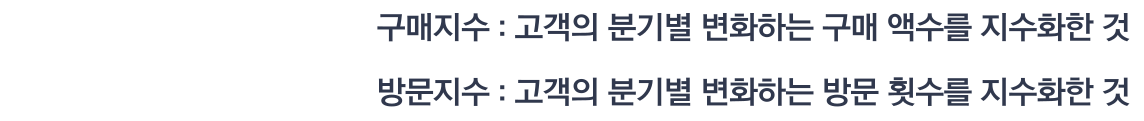 구매지수 : 고객의 분기별 변화하는 구매 액수를 지수화한 것
방문지수 : 고객의 분기별 변화하는 방문 횟수를 지수화한 것